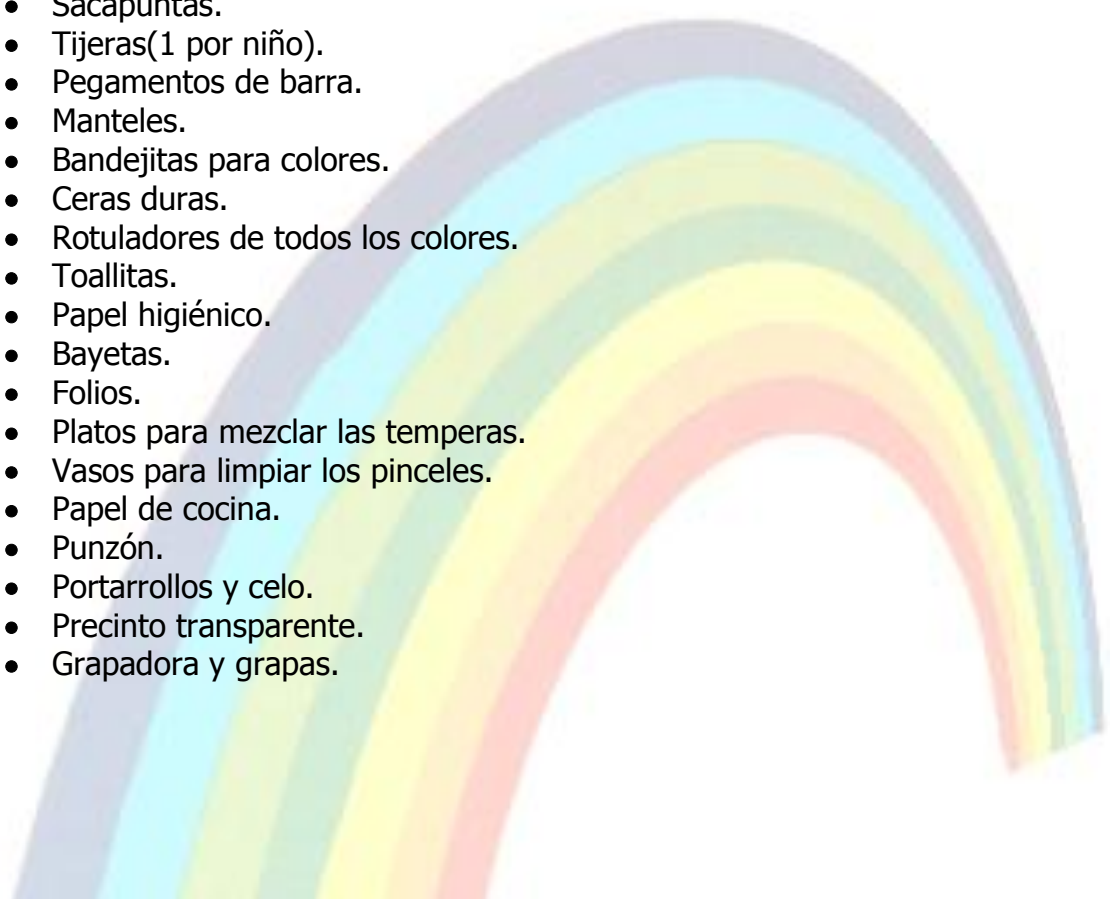 • Sacapuntas.
• Tijeras(1 por niño).
• Pegamentos de barra.
• Manteles.
• Bandejitas para colores.
• Ceras duras.
• Rotuladores de todos los colores.
• Toallitas.
• Papel higiénico.
• Bayetas.
• Folios.
• Platos para mezclar las temperas.
• Vasos para limpiar los pinceles.
• Papel de cocina.
• Punzón.
• Portarrollos y celo.
• Precinto transparente.
• Grapadora y grapas.